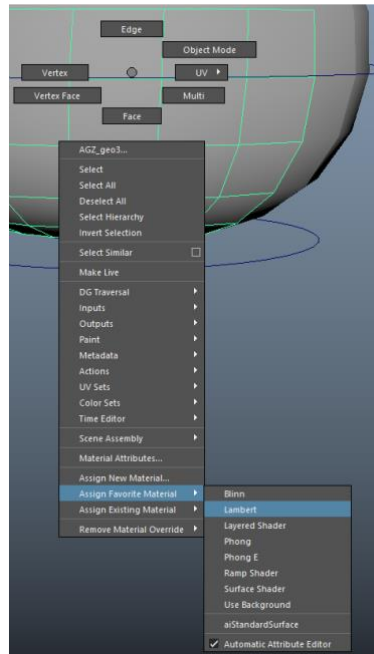 Edge
Object Mode
Vertex
UV
Vertex Face
Multi
Face
AGZ_geo3...
Select
Select All
Deselect All
Select Hierarchy
Invert Selection
Select Similar
Make Live
DG Traversal
Inputs
Outputs
Paint
Metadata
Actions
UV Sets
Color Sets
Time Editor
Scene Assembly
Material Attributes...
Assign New Material...
Assign Favorite Material
Assign Existing Material
Remove Material Override
Blinn
Lambert
Layered Shader
Phong
Phong E
Ramp Shader
Surface Shader
Use Background
aiStandardSurface
Automatic Attribute Editor